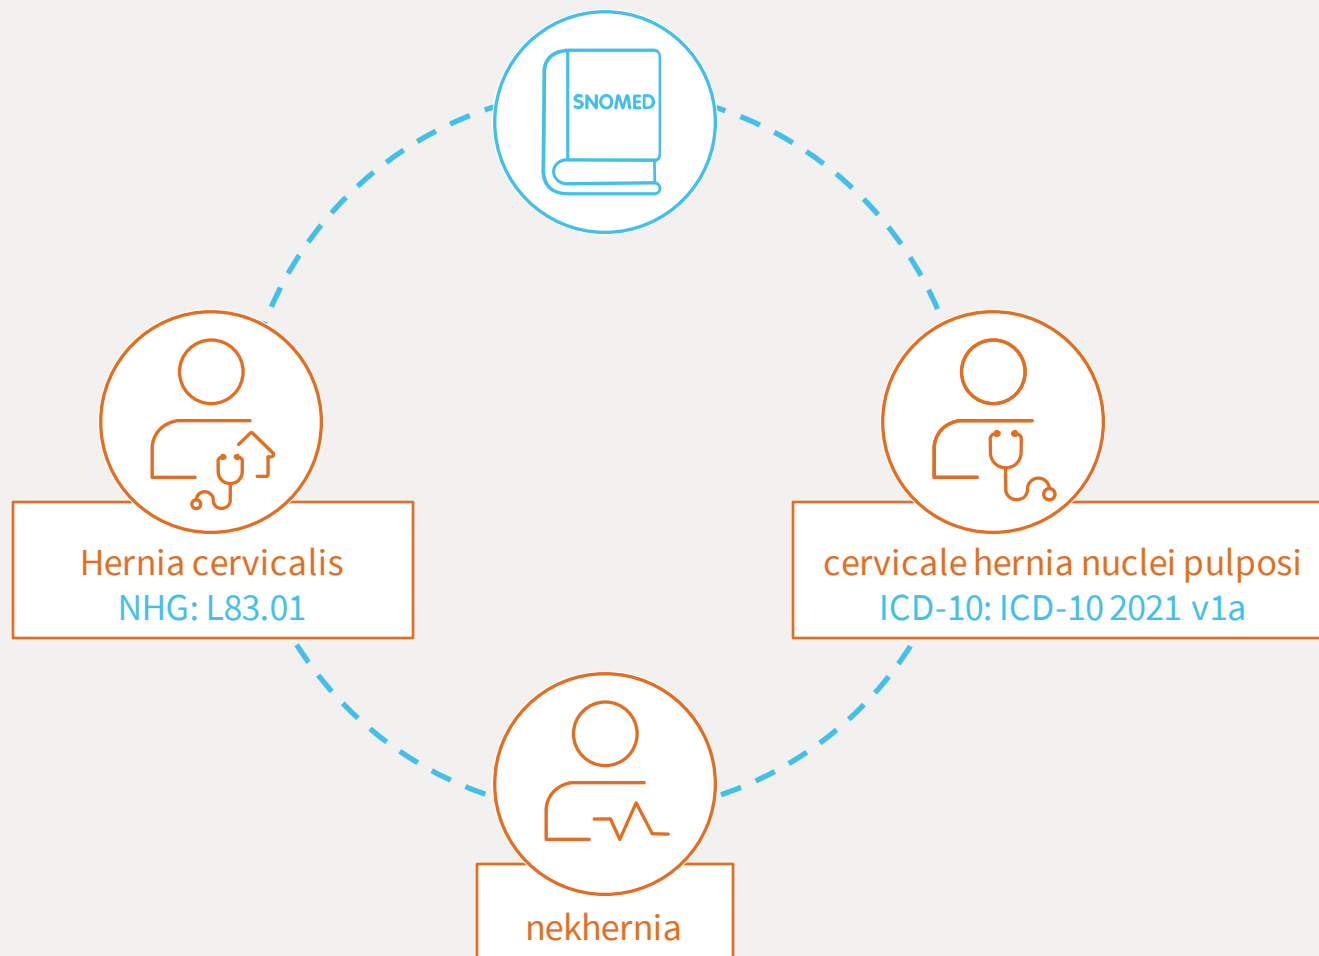 SNOMED
Hernia cervicalis
NHG: L83.01
cervicale hernia nuclei pulposi
ICD-10: ICD-10 2021 v1a
nekhernia